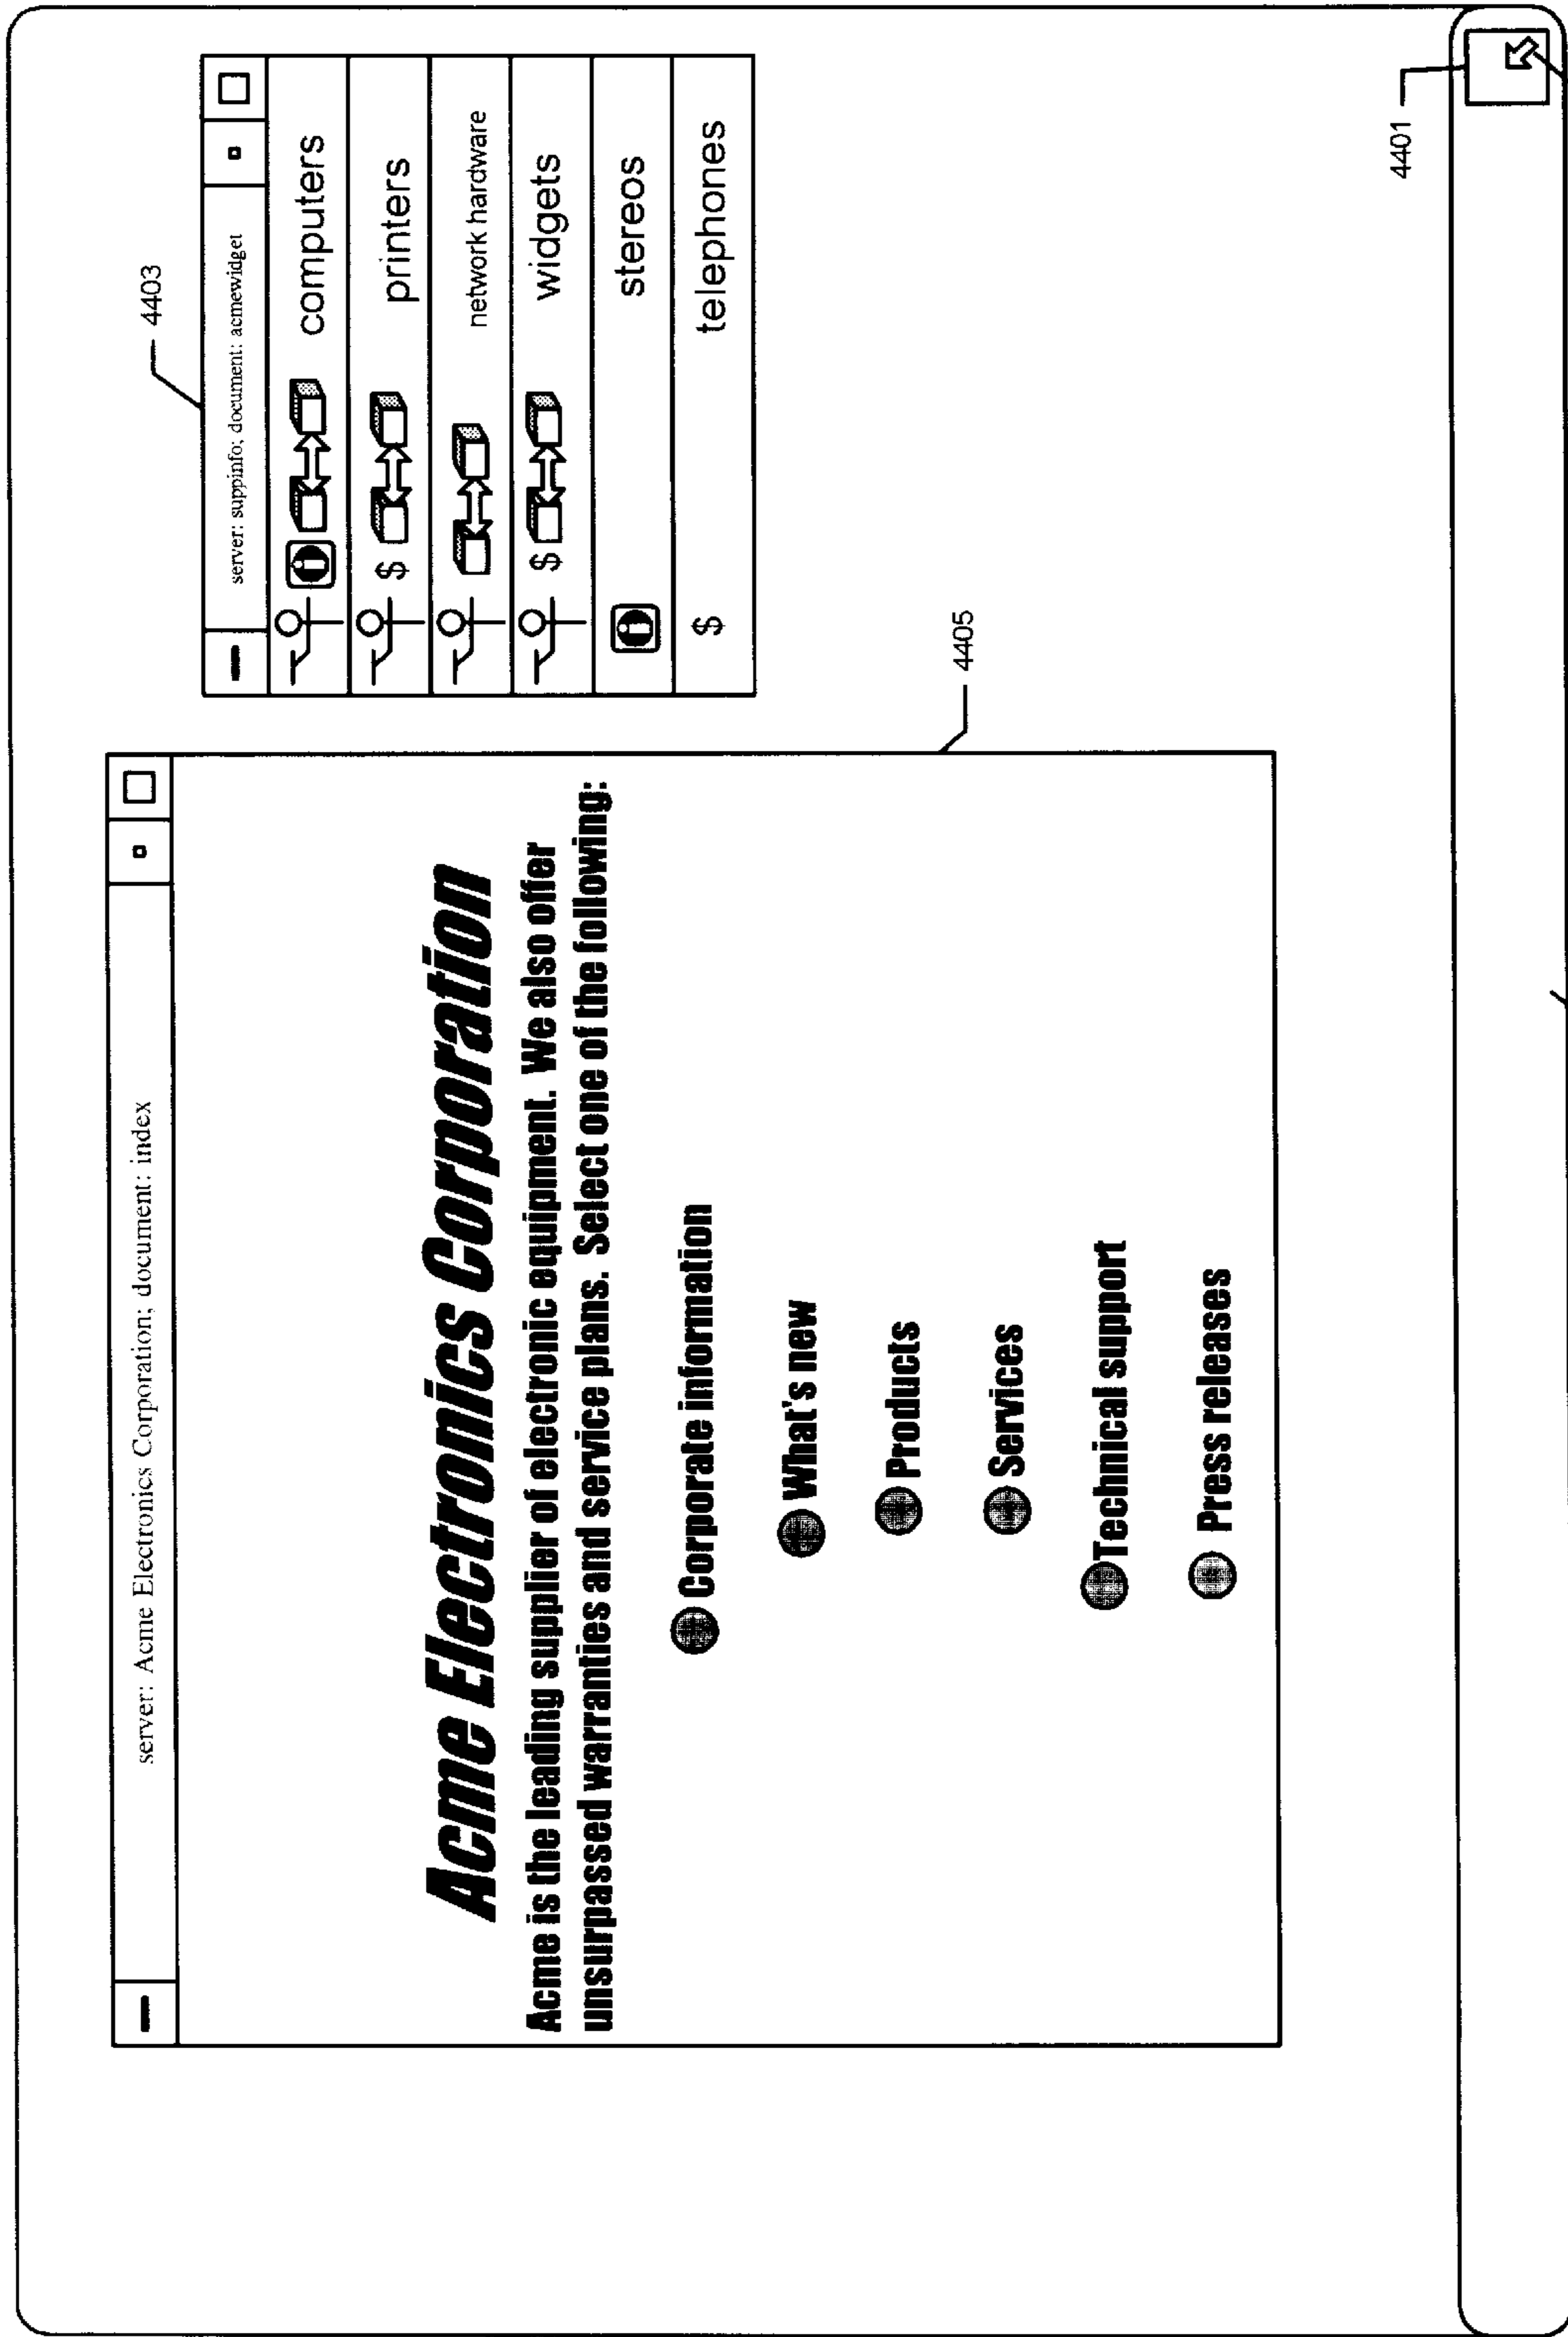 server: Acme Electronics Corporation; document: index
Acme Electronics Corporation
Acme is the leading supplier of electronic equipment. We also offer
unsurpassed warranties and service plans. Select one of the following:
Corporate information
What's new
Products
Services
Technical support
Press releases
4405
4403
server: suppinfo; document: acmewidget
computers
$ printers
network hardware
$ widgets
stereos
$ telephones
4401